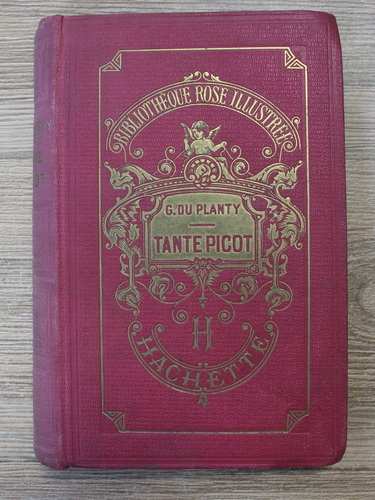 BIBLIOTHÈQUE ROSE ILLUSTRÉE
G. DU PLANTY
TANTE PICOT
H
HACHETTE